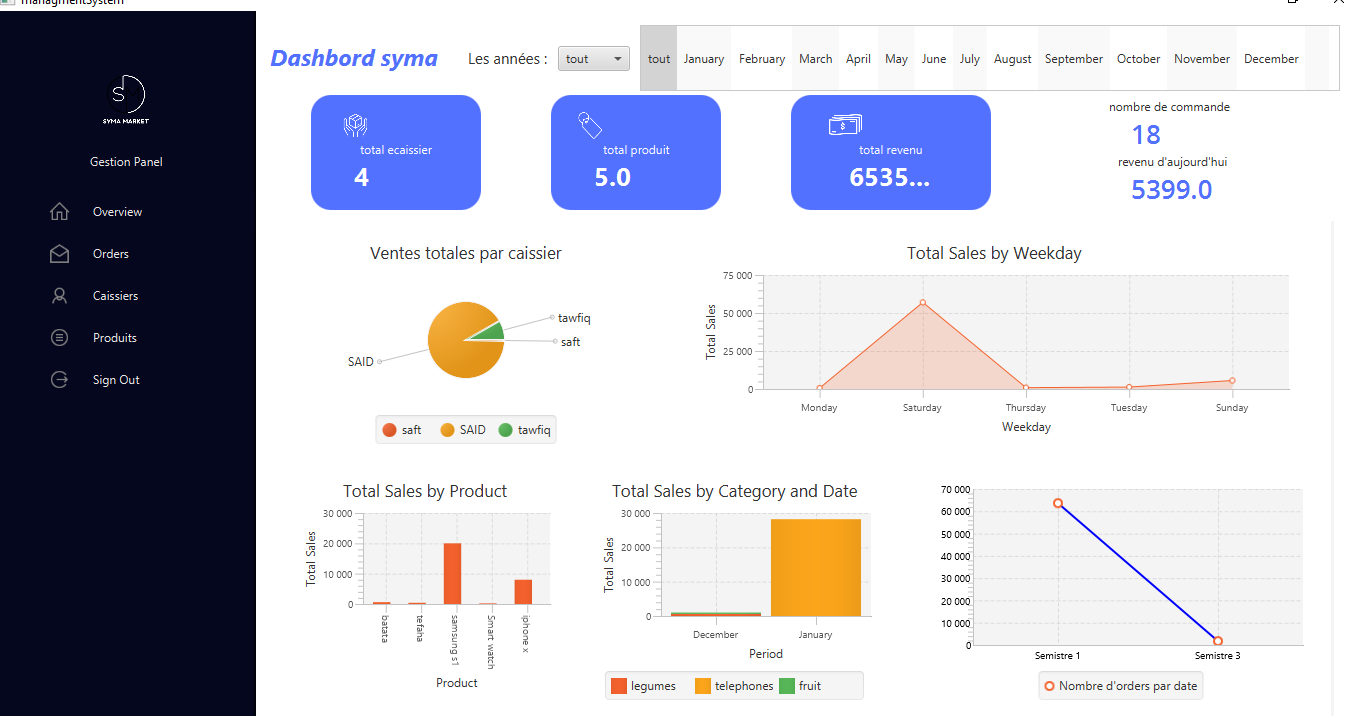 managmentSystem
SYMA MARKET
Gestion Panel
Overview
Orders
Caissiers
Produits
Sign Out
Dashbord syma
Les années :
tout
tout January February March April May June July August September October November December
total ecaissier
4
total produit
5.0
total revenu
6535...
nombre de commande
18
revenu d'aujourd'hui
5399.0
Ventes totales par caissier
tawfiq
saft
SAID
saft SAID tawfiq
Total Sales by Weekday
Total Sales
75 000
50 000
25 000
0
Monday Saturday Thursday Tuesday Sunday
Weekday
Total Sales by Product
Total Sales
30 000
20 000
10 000
0
batata
tefaha
samsung s1
Smart watch
iphone x
Product
Total Sales by Category and Date
Total Sales
30 000
20 000
10 000
0
December January
Period
legumes telephones fruit
70 000
60 000
50 000
40 000
30 000
20 000
10 000
0
Semistre 1 Semistre 3
Nombre d'orders par date